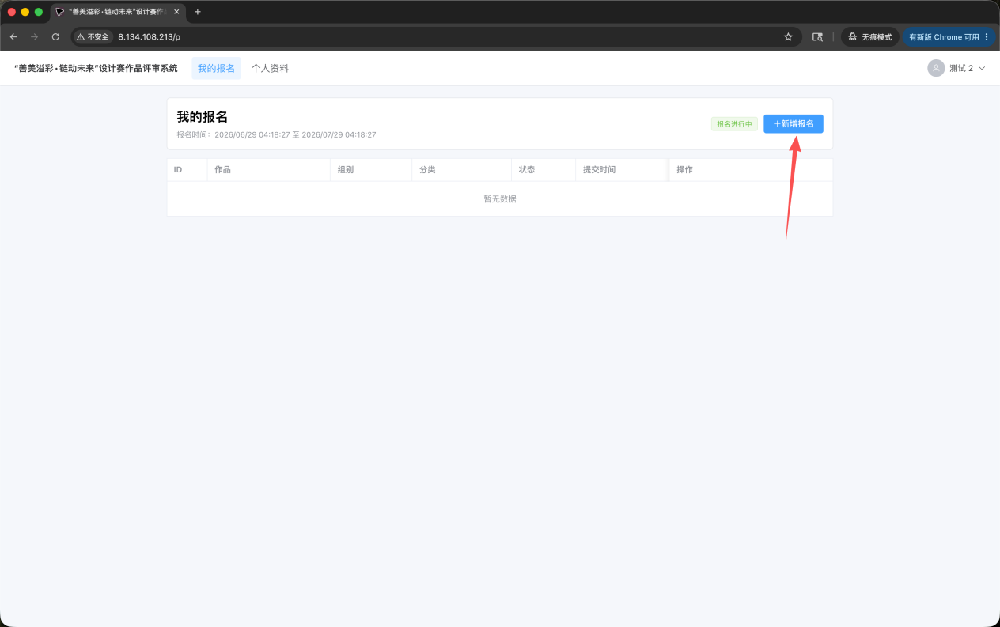 "善美溢彩·链动未来"设计赛作
不安全 8.134.108.213/p
无痕模式
有新版 Chrome 可用
"善美溢彩·链动未来"设计赛作品评审系统
我的报名
个人资料
测试 2
我的报名
报名时间: 2026/06/29 04:18:27 至 2026/07/29 04:18:27
报名进行中
+新增报名
ID 作品 组别 分类 状态 提交时间 操作
暂无数据